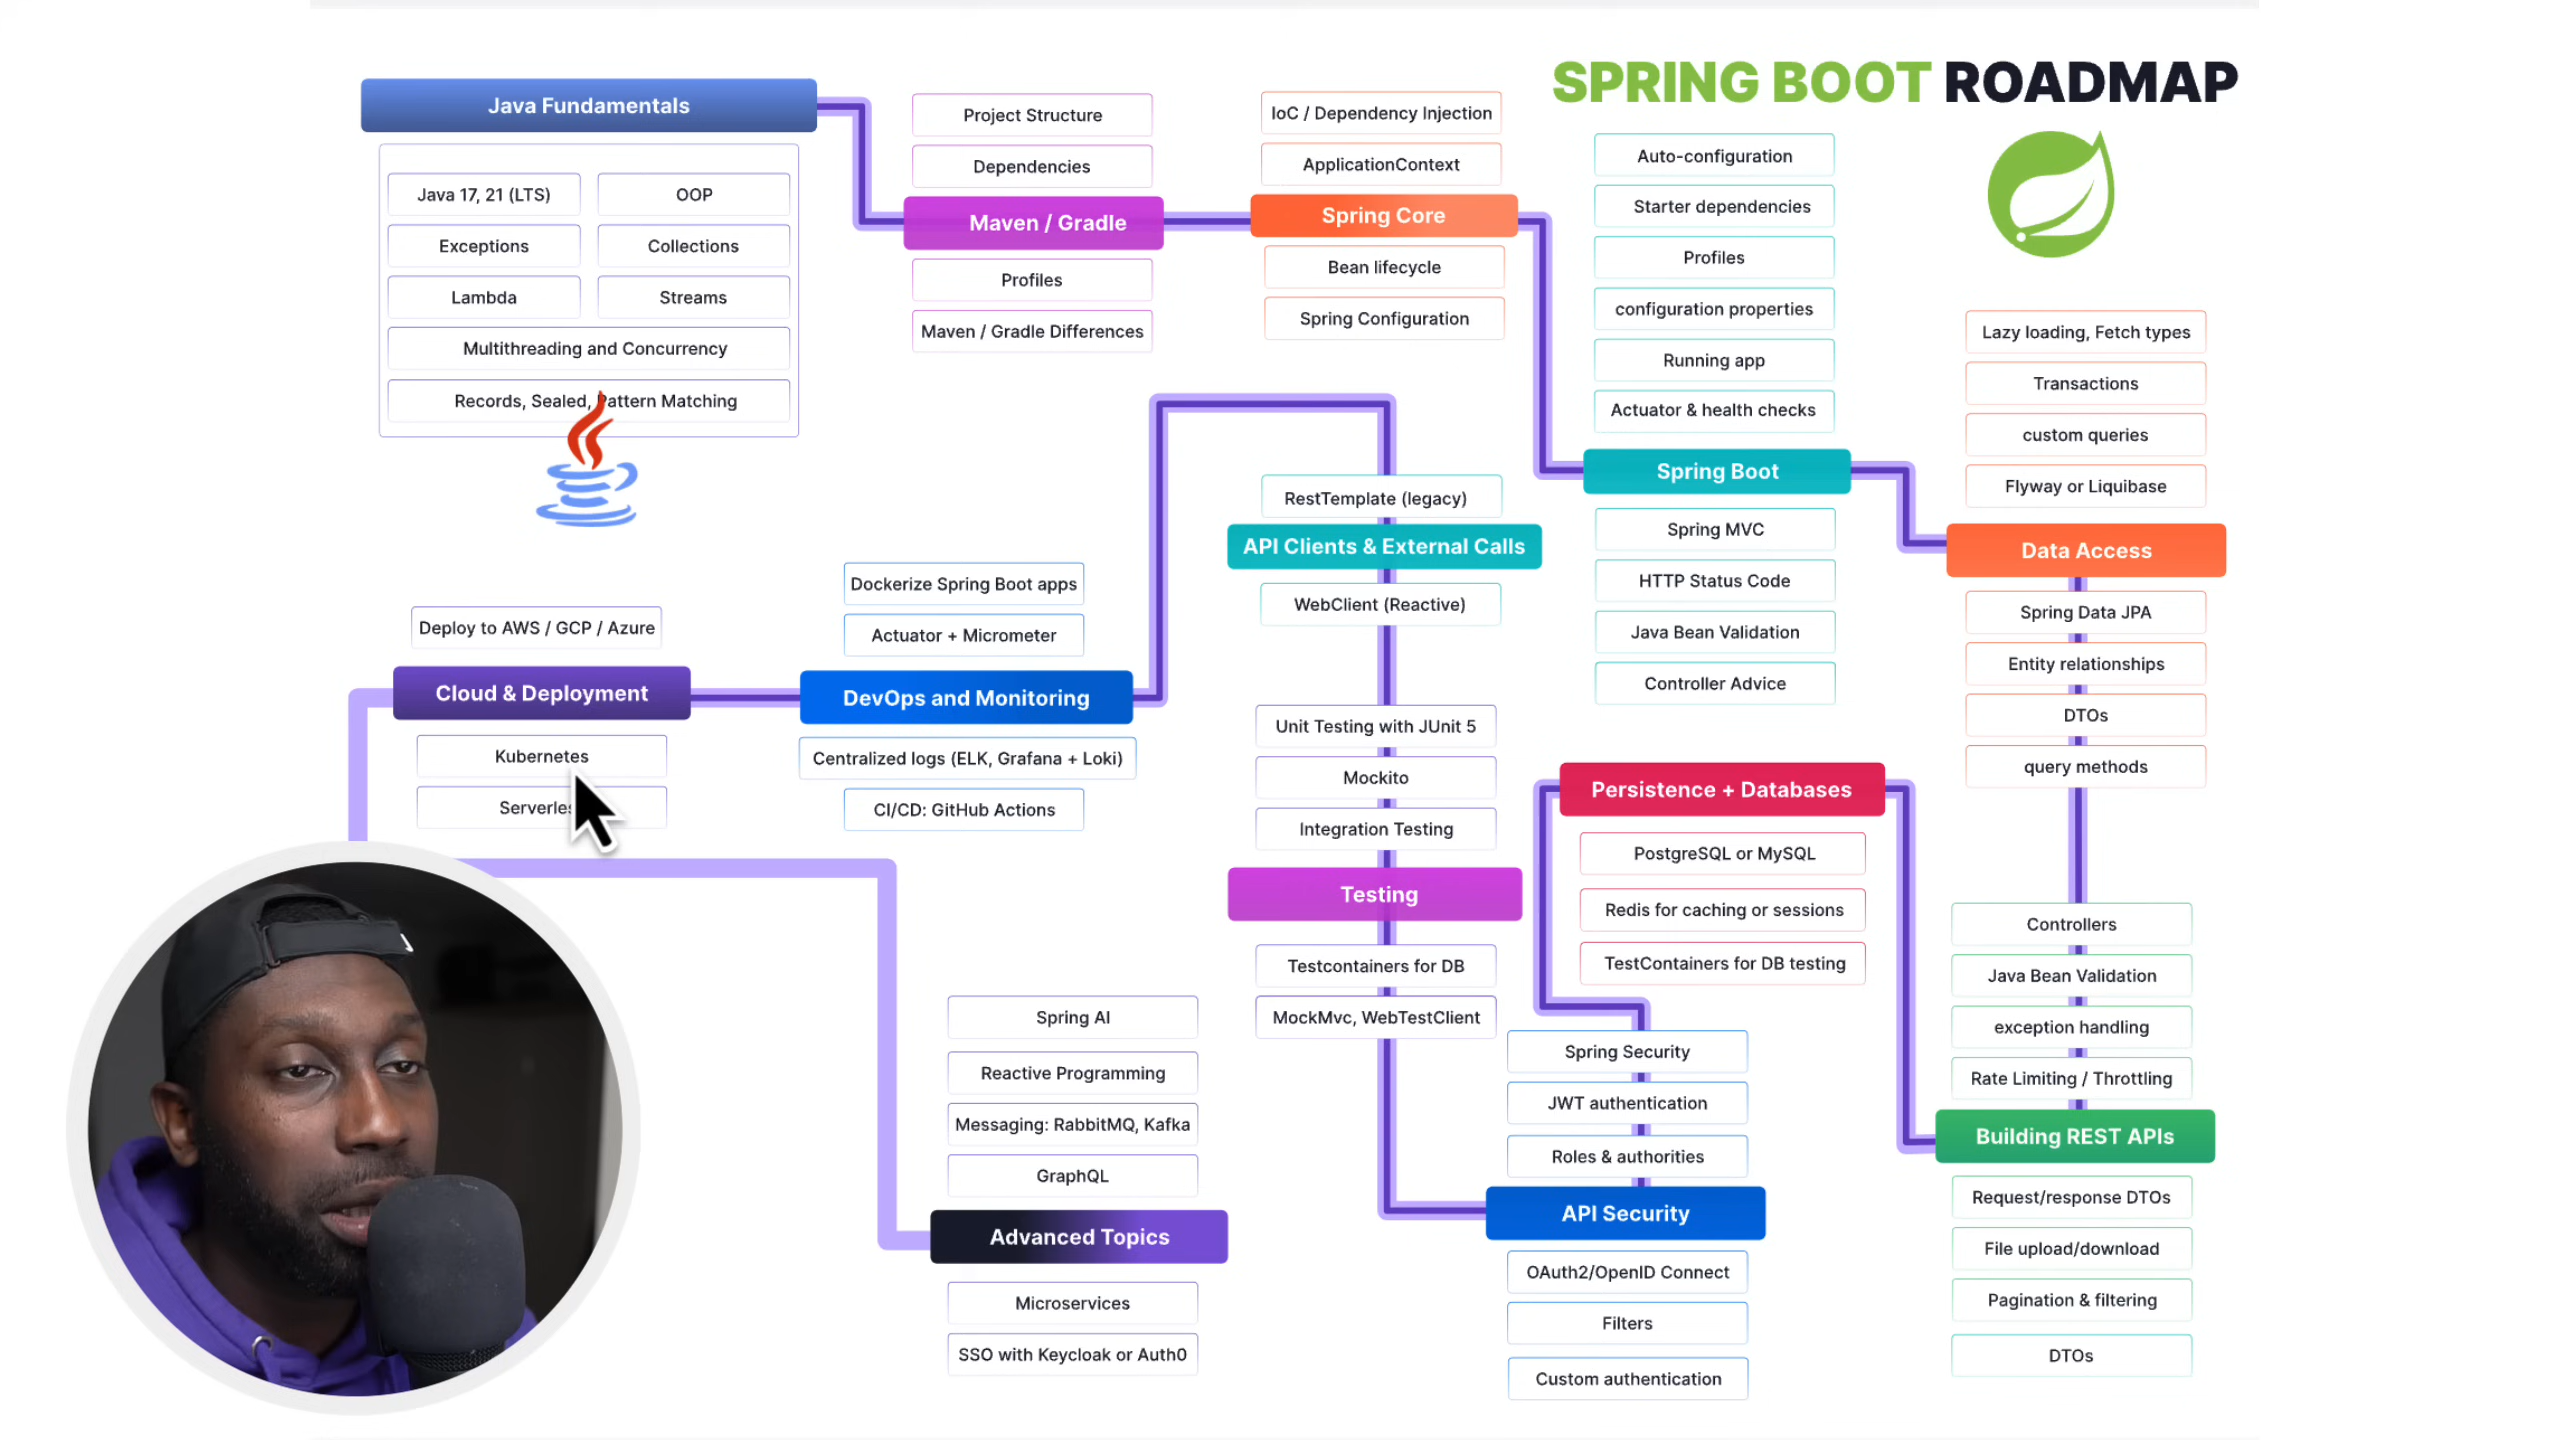 SPRING BOOT ROADMAP
Java Fundamentals
Java 17, 21 (LTS)
OOP
Exceptions
Collections
Lambda
Streams
Multithreading and Concurrency
Records, Sealed, Pattern Matching
Project Structure
Dependencies
Maven / Gradle
Profiles
Maven / Gradle Differences
IoC / Dependency Injection
ApplicationContext
Spring Core
Bean lifecycle
Spring Configuration
Auto-configuration
Starter dependencies
Profiles
configuration properties
Running app
Actuator & health checks
Spring Boot
Spring MVC
HTTP Status Code
Java Bean Validation
Controller Advice
Lazy loading, Fetch types
Transactions
custom queries
Flyway or Liquibase
Data Access
Spring Data JPA
Entity relationships
DTOs
query methods
Controllers
Java Bean Validation
exception handling
Rate Limiting / Throttling
Building REST APIs
Request/response DTOs
File upload/download
Pagination & filtering
DTOs
Persistence + Databases
PostgreSQL or MySQL
Redis for caching or sessions
TestContainers for DB testing
Spring Security
JWT authentication
Roles & authorities
API Security
OAuth2/OpenID Connect
Filters
Custom authentication
Unit Testing with JUnit 5
Mockito
Integration Testing
Testing
Testcontainers for DB
MockMvc, WebTestClient
RestTemplate (legacy)
API Clients & External Calls
WebClient (Reactive)
Dockerize Spring Boot apps
Actuator + Micrometer
DevOps and Monitoring
Centralized logs (ELK, Grafana + Loki)
CI/CD: GitHub Actions
Deploy to AWS / GCP / Azure
Cloud & Deployment
Kubernetes
Spring AI
Reactive Programming
Messaging: RabbitMQ, Kafka
GraphQL
Advanced Topics
Microservices
SSO with Keycloak or Auth0